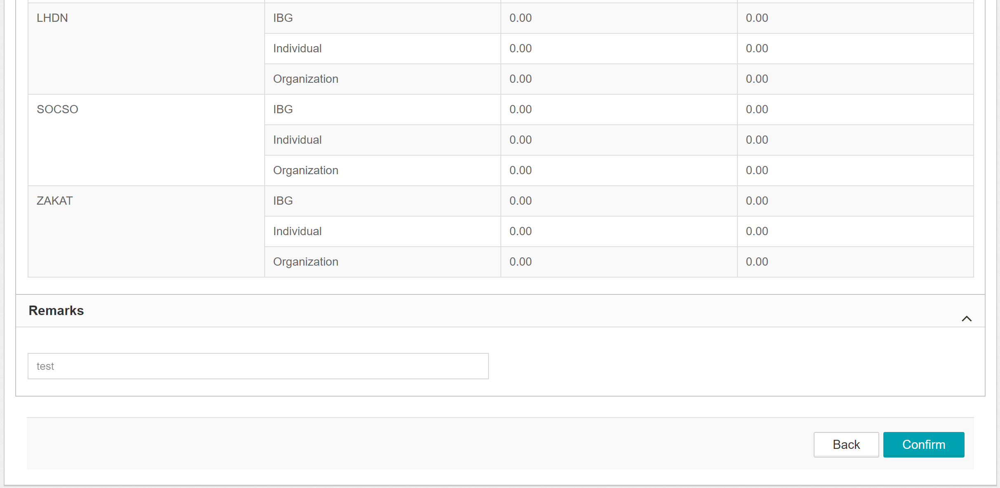 LHDN IBG 0.00 0.00
Individual 0.00 0.00
Organization 0.00 0.00
SOCSO IBG 0.00 0.00
Individual 0.00 0.00
Organization 0.00 0.00
ZAKAT IBG 0.00 0.00
Individual 0.00 0.00
Organization 0.00 0.00
Remarks
test
Back Confirm